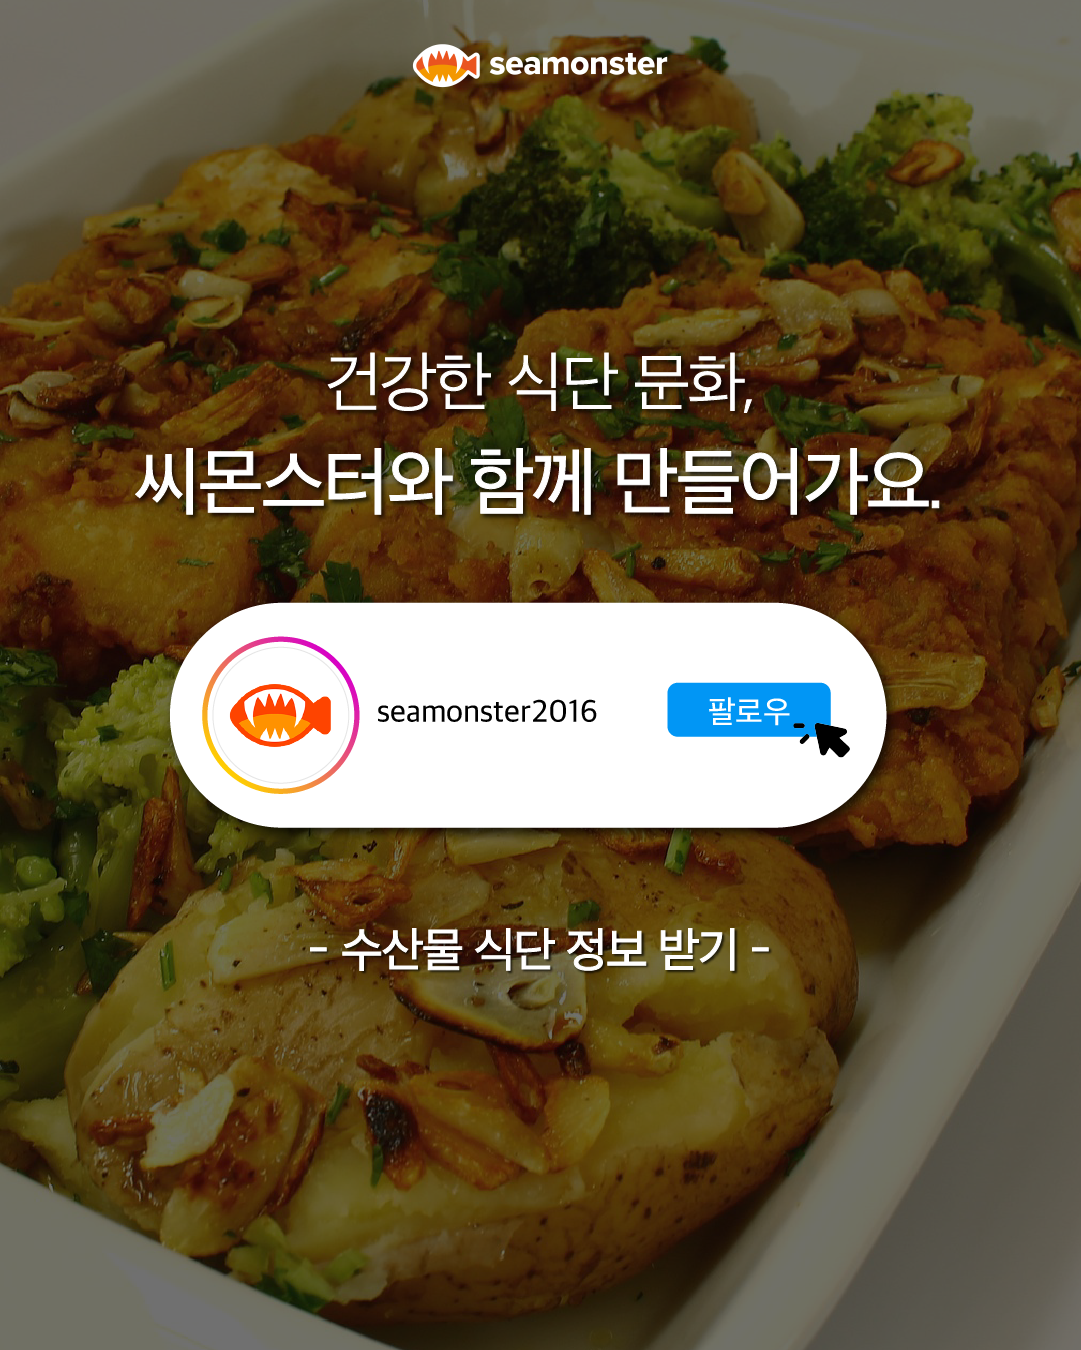 seamonster
건강한 식단 문화,
씨몬스터와 함께 만들어가요.
seamonster2016
팔로우
- 수산물 식단 정보 받기 -